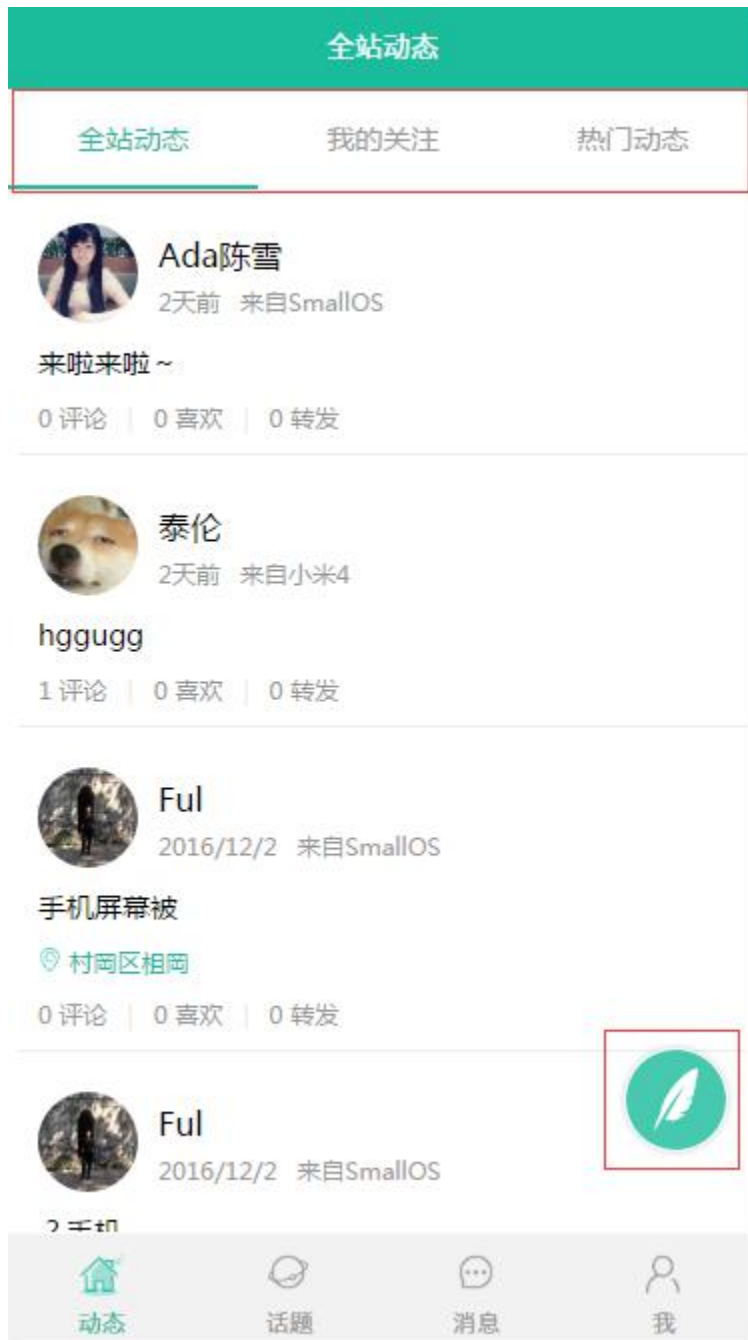 全站动态
全站动态 我的关注 热门动态
Ada陈雪
2天前 来自SmallOS
来啦来啦～
0 评论 | 0 喜欢 | 0 转发
泰伦
2天前 来自小米4
hggugg
1 评论 | 0 喜欢 | 0 转发
Ful
2016/12/2 来自SmallOS
手机屏幕被
村岡区相岡
0 评论 | 0 喜欢 | 0 转发
Ful
2016/12/2 来自SmallOS
？手机
动态 话题 消息 我